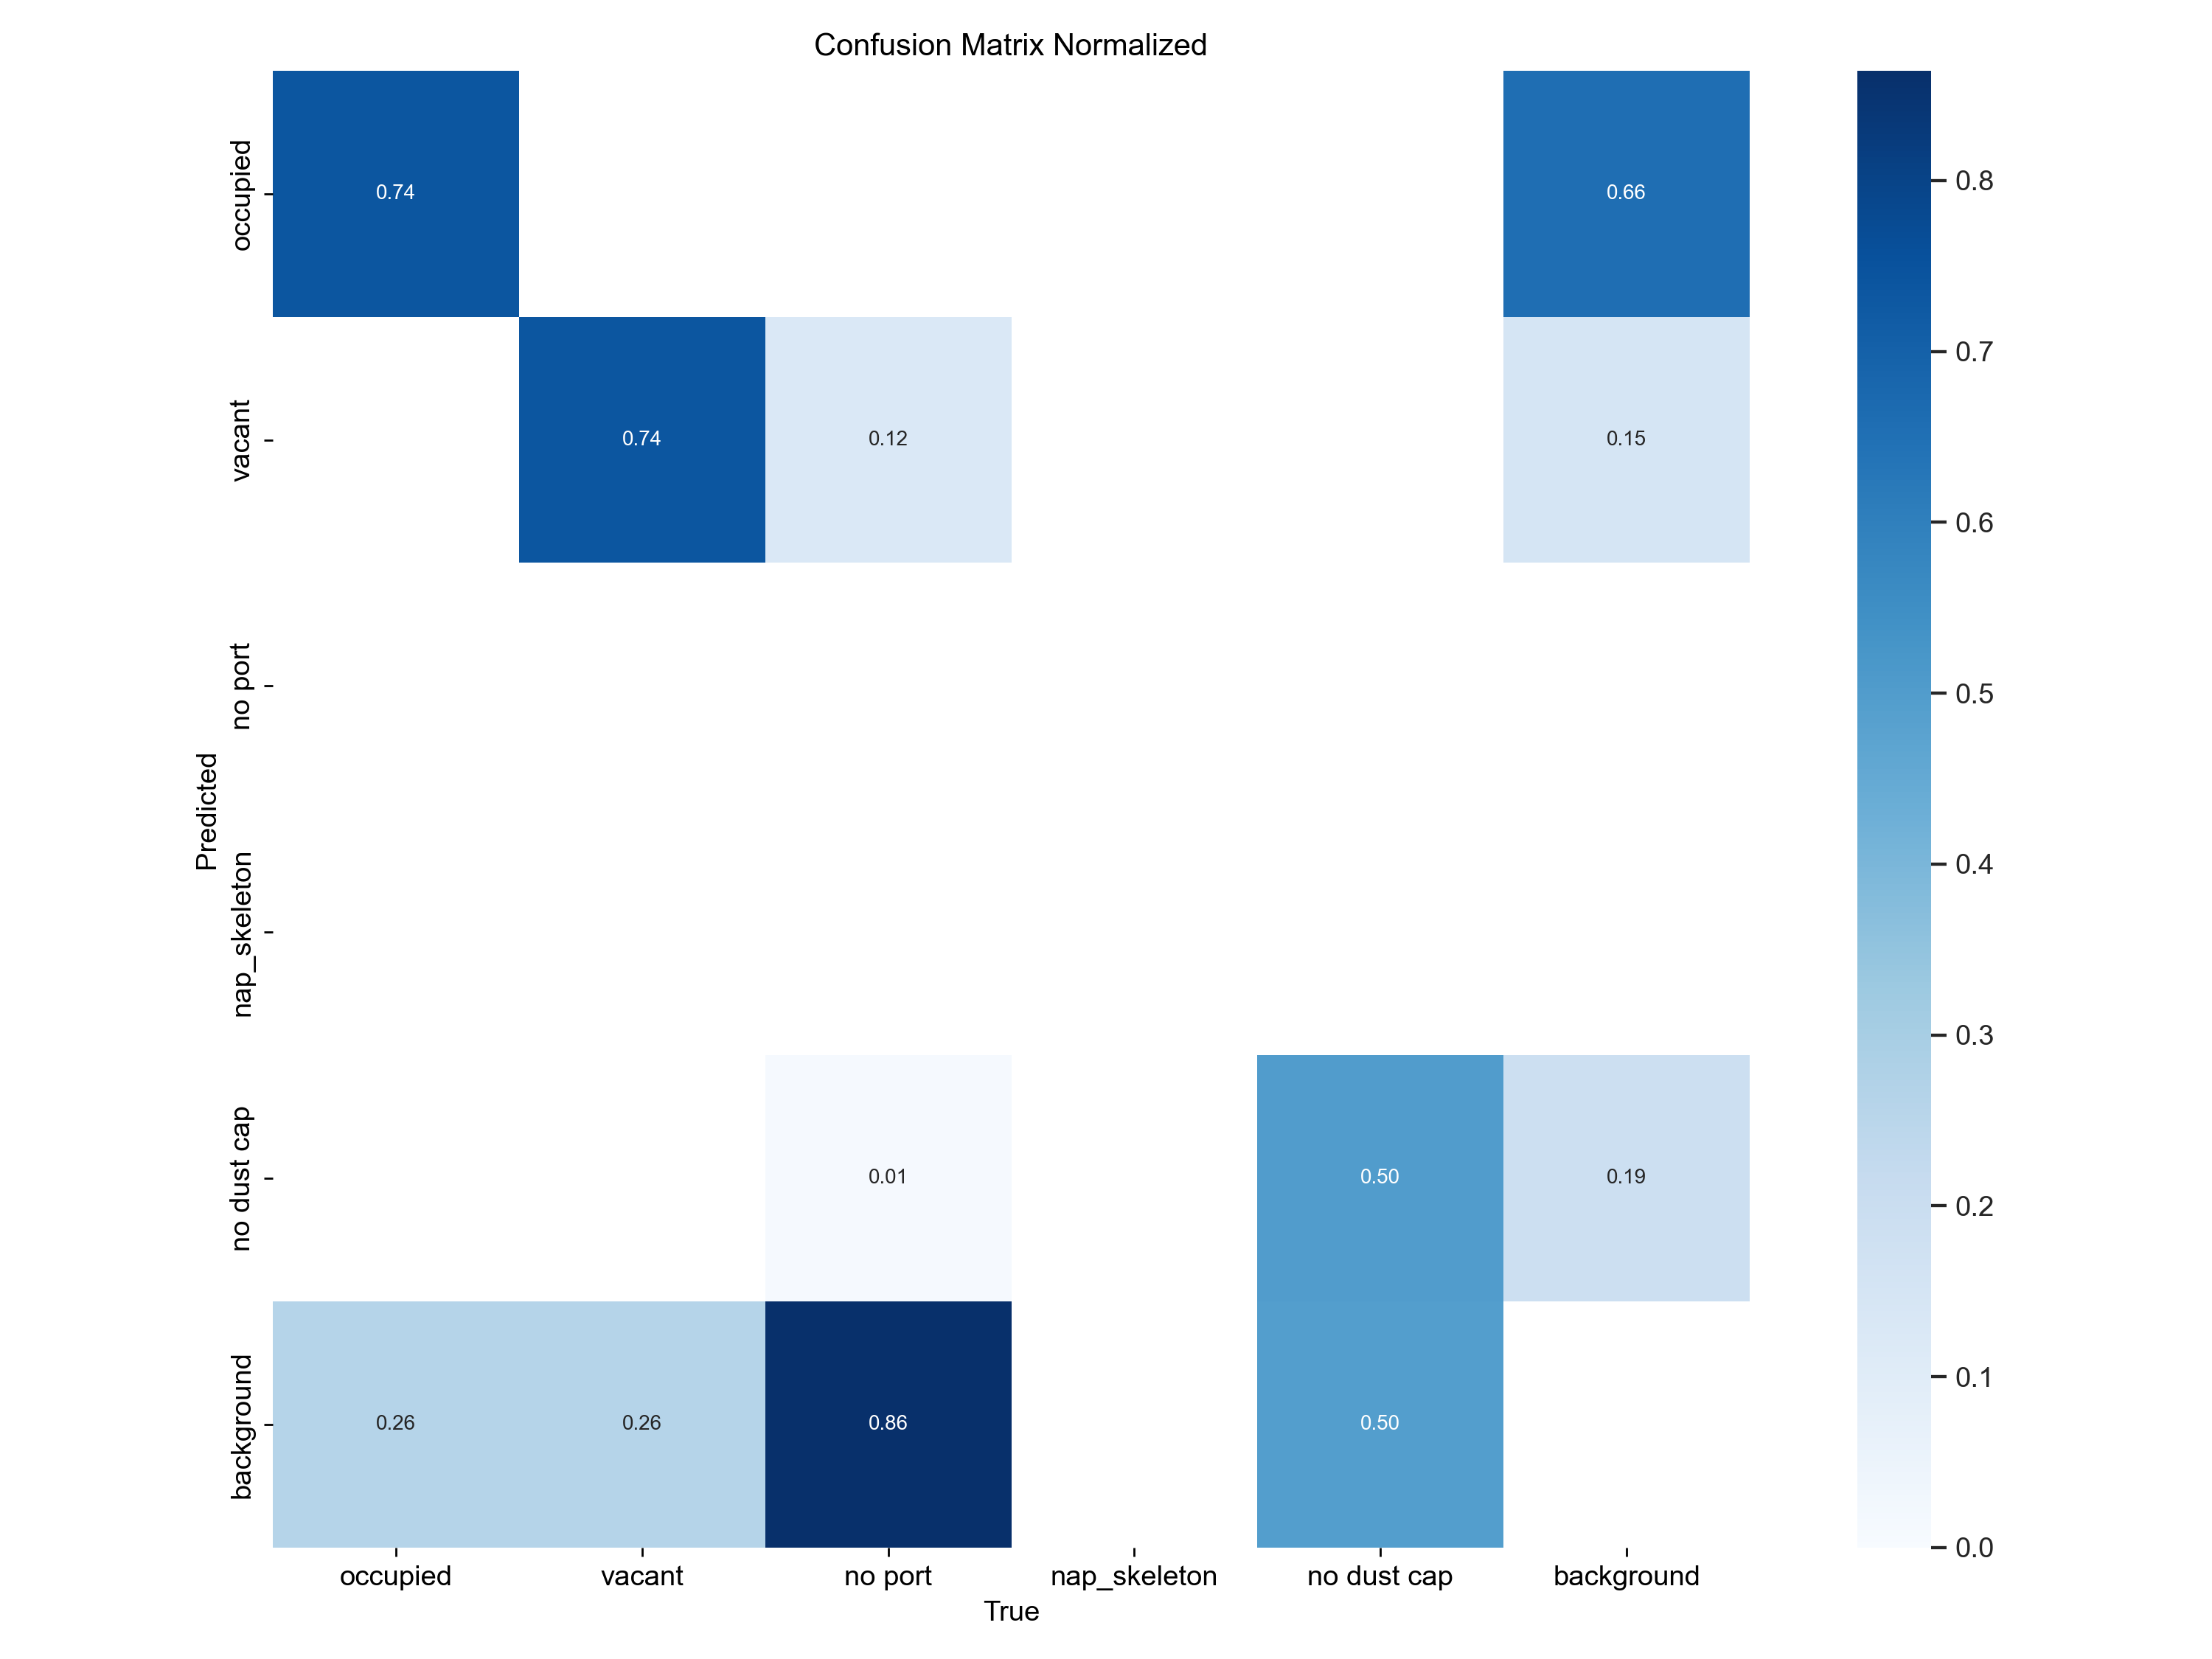 Confusion Matrix Normalized
occupied
0.74
0.66
0.8
0.7
vacant
0.74
0.12
0.15
0.6
no port
0.5
Predicted
nap_skeleton
0.4
0.3
no dust cap
0.01
0.50
0.19
0.2
background
0.26
0.26
0.86
0.50
0.1
0.0
occupied
vacant
no port
nap_skeleton
no dust cap
background
True